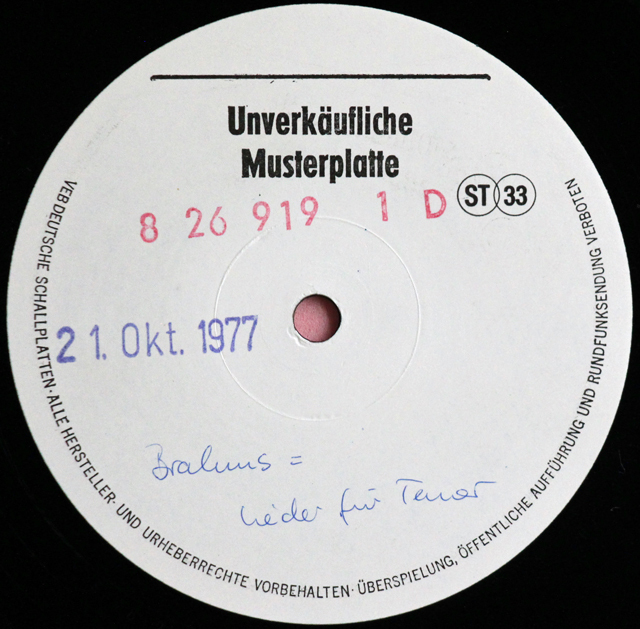 Unverkäufliche
Musterplatte
8 26 919 1 D ST 33
21. Okt. 1977
Brahms =
Lieder für Tenor
VEB DEUTSCHE SCHALLPLATTEN · ALLE HERSTELLER- UND URHEBERRECHTE VORBEHALTEN · ÜBERSPIELUNG, ÖFFENTLICHE AUFFÜHRUNG UND RUNDFUNKSENDUNG VERBOTEN